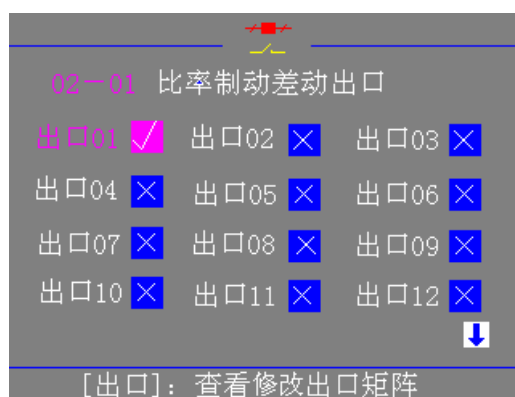 02-01 比率制动差动出口
出口01 √ 出口02 × 出口03 ×
出口04 × 出口05 × 出口06 ×
出口07 × 出口08 × 出口09 ×
出口10 × 出口11 × 出口12 ×
[出口]: 查看修改出口矩阵